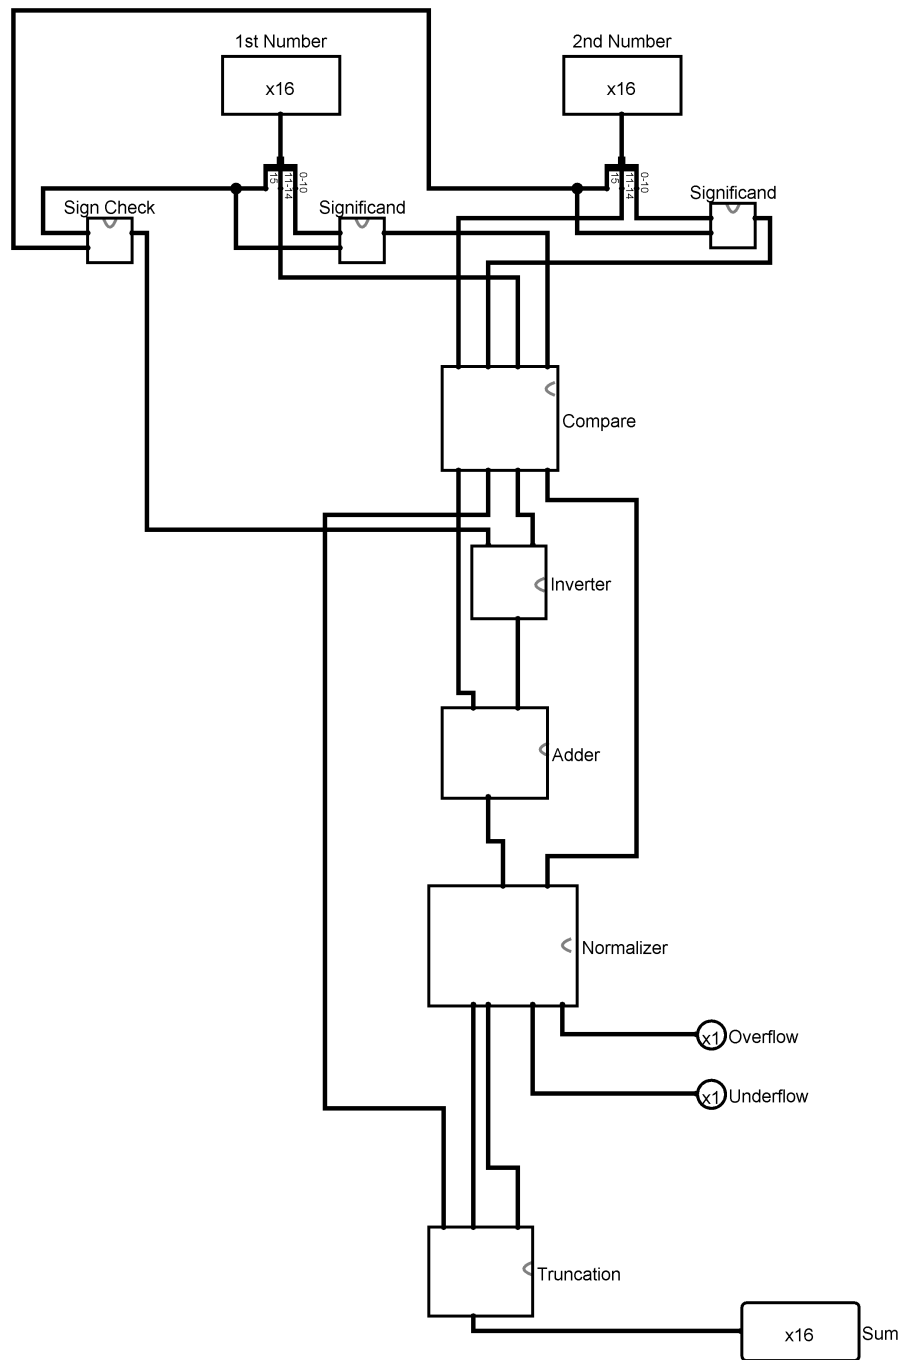 1st Number
2nd Number
x16
x16
15
11-14
0-10
15
11-14
0-10
Sign Check
Significand
Significand
Compare
Inverter
Adder
Normalizer
x1 Overflow
x1 Underflow
Truncation
x16 Sum